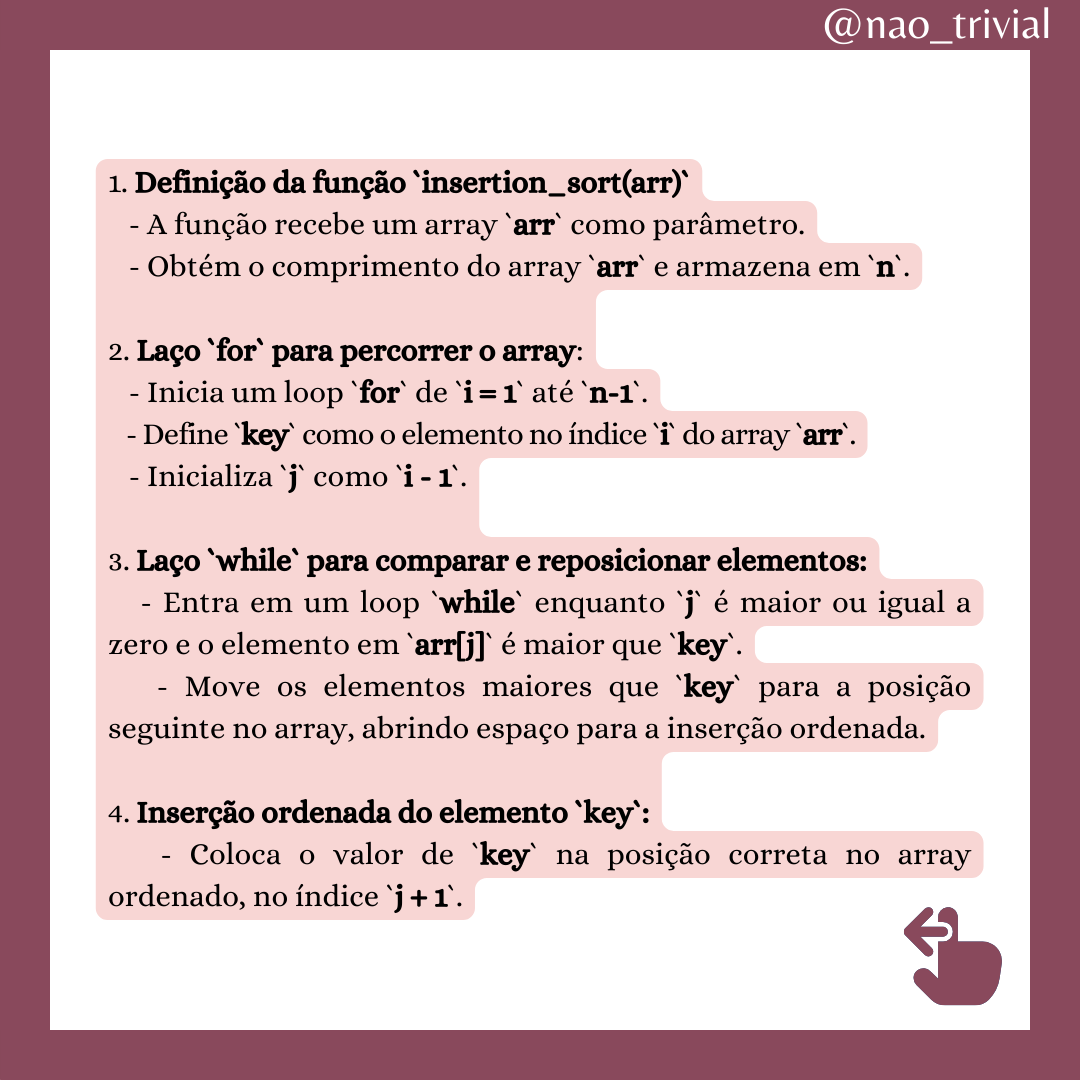 @nao_trivial
1. Definição da função `insertion_sort(arr)`
- A função recebe um array `arr` como parâmetro.
- Obtém o comprimento do array `arr` e armazena em `n`.
2. Laço `for` para percorrer o array:
- Inicia um loop `for` de `i = 1` até `n-1`.
- Define `key` como o elemento no índice `i` do array `arr`.
- Inicializa `j` como `i - 1`.
3. Laço `while` para comparar e reposicionar elementos:
- Entra em um loop `while` enquanto `j` é maior ou igual a
zero e o elemento em `arr[j]` é maior que `key`.
- Move os elementos maiores que `key` para a posição
seguinte no array, abrindo espaço para a inserção ordenada.
4. Inserção ordenada do elemento `key`:
- Coloca o valor de `key` na posição correta no array
ordenado, no índice `j + 1`.